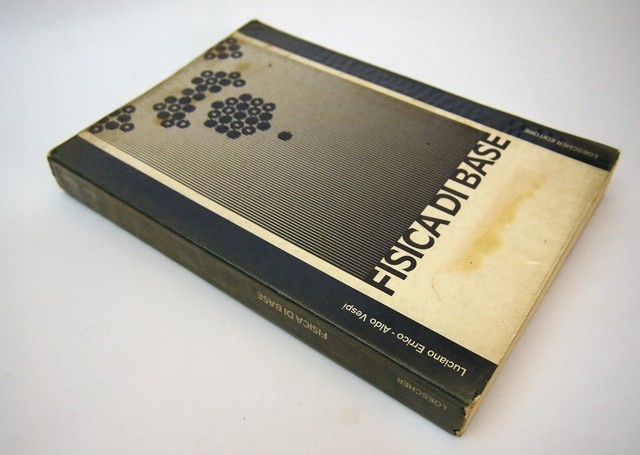 LOESCHER EDITORE
FISICA DI BASE
Luciano Errico - Aldo Vespi
FISICA DI BASE
LOESCHER